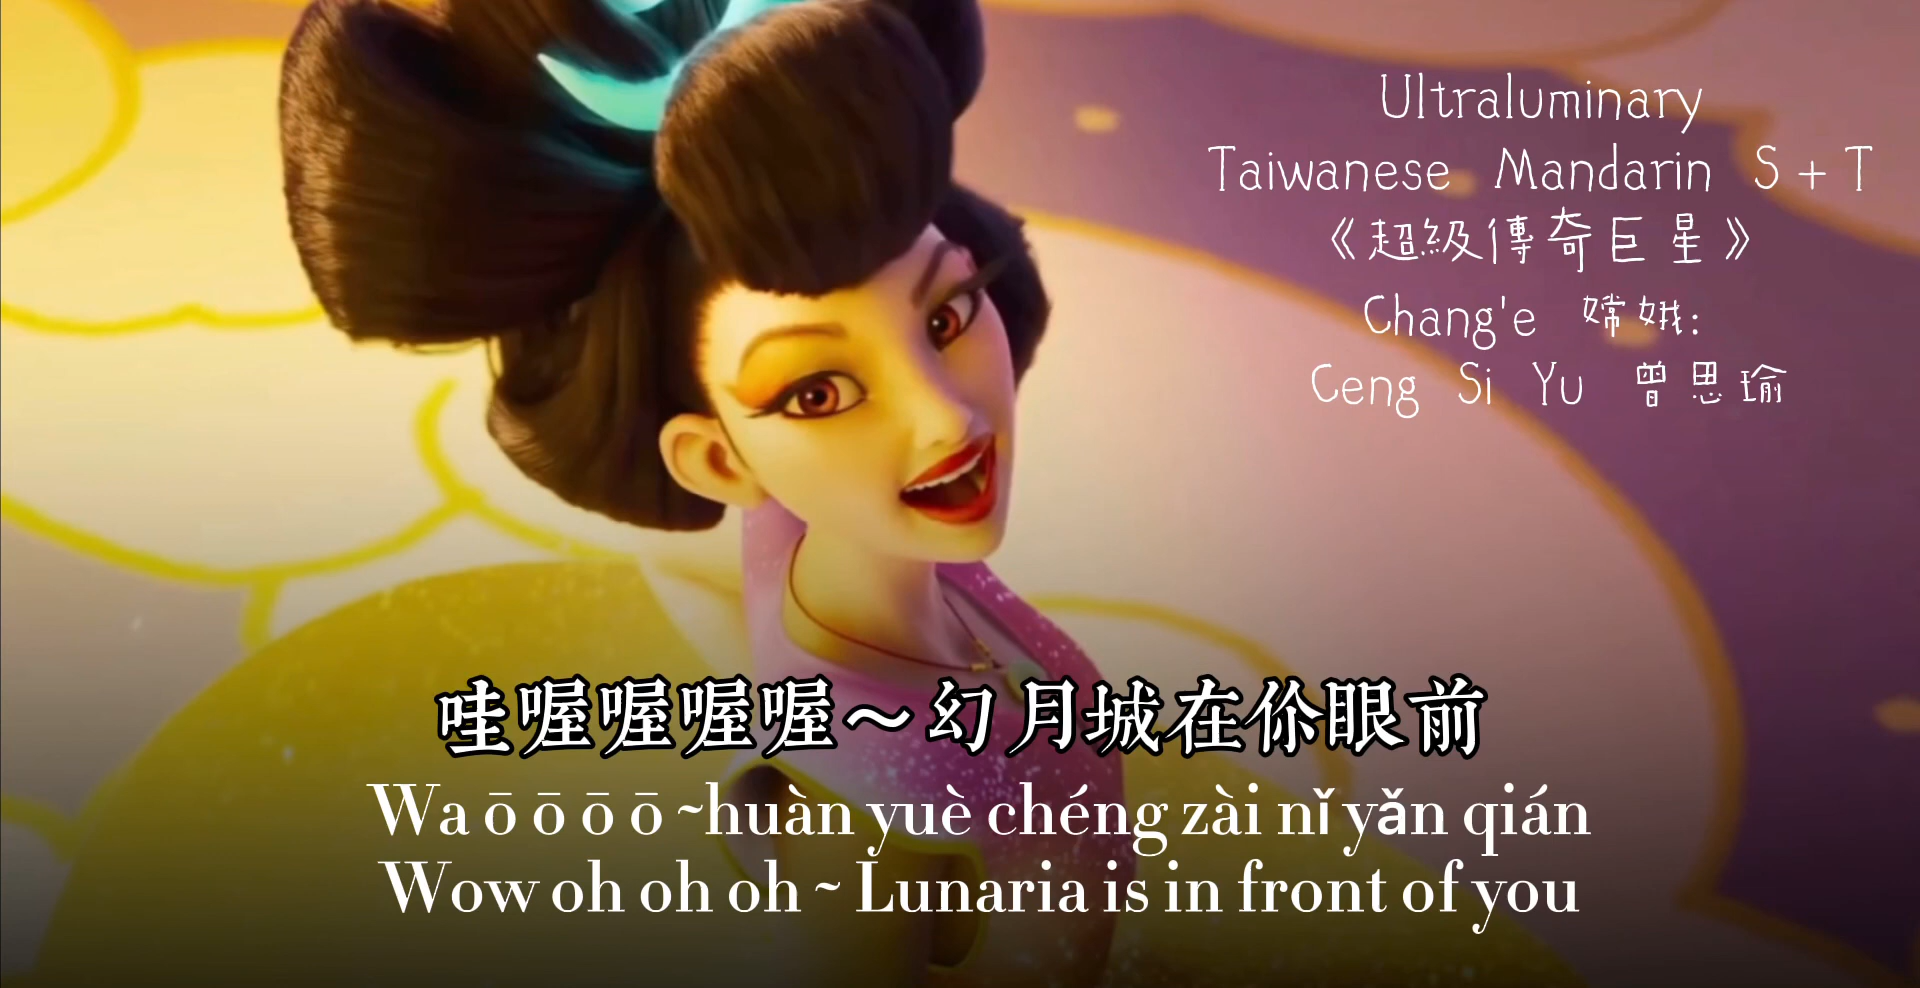 Ultraluminary
Taiwanese Mandarin S + T
《超級傳奇巨星》
Chang'e 嫦娥:
Ceng Si Yu 曾思瑜
哇喔喔喔喔～幻月城在你眼前
Wa ō ō ō ō ~huàn yuè chéng zài nǐ yǎn qián
Wow oh oh oh ~ Lunaria is in front of you